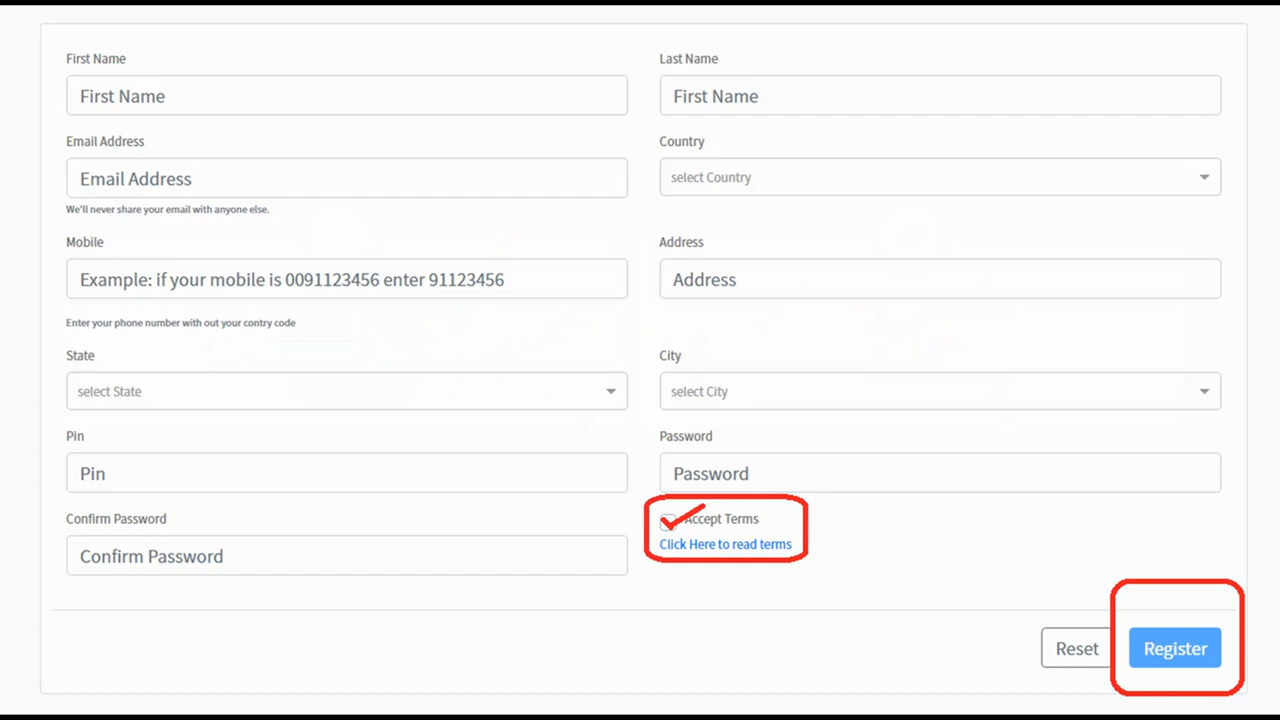 First Name
Last Name
First Name
First Name
Email Address
Country
Email Address
select Country
We'll never share your email with anyone else.
Mobile
Address
Example: if your mobile is 0091123456 enter 91123456
Address
Enter your phone number with out your contry code
State
City
select State
select City
Pin
Password
Pin
Password
Confirm Password
Accept Terms
Click Here to read terms
Confirm Password
Reset
Register